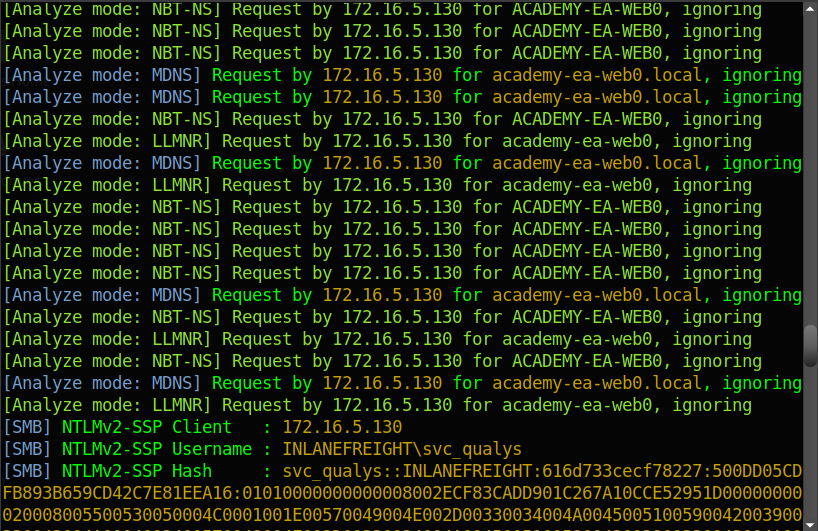 [Analyze mode: NBT-NS] Request by 172.16.5.130 for ACADEMY-EA-WEB0, ignoring
[Analyze mode: NBT-NS] Request by 172.16.5.130 for ACADEMY-EA-WEB0, ignoring
[Analyze mode: NBT-NS] Request by 172.16.5.130 for ACADEMY-EA-WEB0, ignoring
[Analyze mode: MDNS] Request by 172.16.5.130 for academy-ea-web0.local, ignoring
[Analyze mode: MDNS] Request by 172.16.5.130 for academy-ea-web0.local, ignoring
[Analyze mode: NBT-NS] Request by 172.16.5.130 for ACADEMY-EA-WEB0, ignoring
[Analyze mode: LLMNR] Request by 172.16.5.130 for academy-ea-web0, ignoring
[Analyze mode: MDNS] Request by 172.16.5.130 for academy-ea-web0.local, ignoring
[Analyze mode: LLMNR] Request by 172.16.5.130 for academy-ea-web0, ignoring
[Analyze mode: NBT-NS] Request by 172.16.5.130 for ACADEMY-EA-WEB0, ignoring
[Analyze mode: NBT-NS] Request by 172.16.5.130 for ACADEMY-EA-WEB0, ignoring
[Analyze mode: NBT-NS] Request by 172.16.5.130 for ACADEMY-EA-WEB0, ignoring
[Analyze mode: NBT-NS] Request by 172.16.5.130 for ACADEMY-EA-WEB0, ignoring
[Analyze mode: MDNS] Request by 172.16.5.130 for academy-ea-web0.local, ignoring
[Analyze mode: NBT-NS] Request by 172.16.5.130 for ACADEMY-EA-WEB0, ignoring
[Analyze mode: LLMNR] Request by 172.16.5.130 for academy-ea-web0, ignoring
[Analyze mode: NBT-NS] Request by 172.16.5.130 for ACADEMY-EA-WEB0, ignoring
[Analyze mode: MDNS] Request by 172.16.5.130 for academy-ea-web0.local, ignoring
[Analyze mode: LLMNR] Request by 172.16.5.130 for academy-ea-web0, ignoring
[SMB] NTLMv2-SSP Client   : 172.16.5.130
[SMB] NTLMv2-SSP Username : INLANEFREIGHT\svc_qualys
[SMB] NTLMv2-SSP Hash     : svc_qualys::INLANEFREIGHT:616d733cecf78227:500DD05CD
FB893B659CD42C7E81EEA16:010100000000000008002ECF83CADD901C267A10CCE52951D00000000
020008005500530050004C0001001E00570049004E002D00330034004A0045005100590042003900